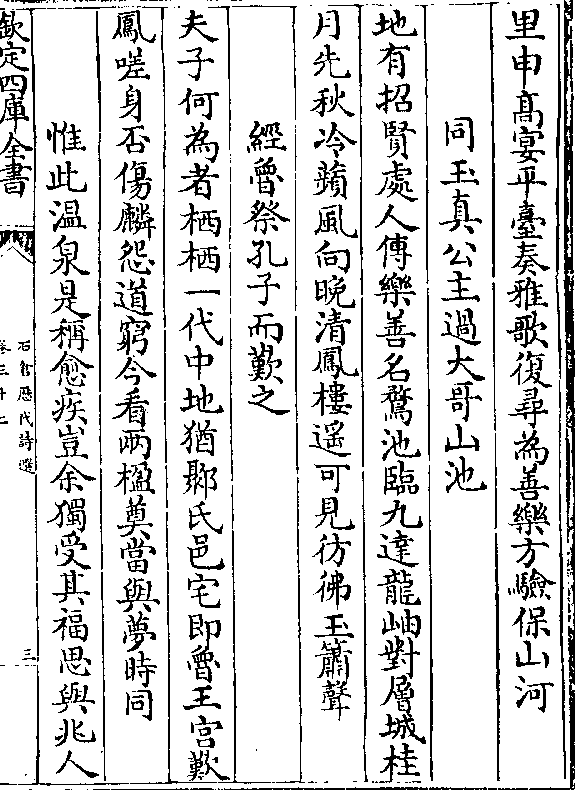 里申髙宴平臺奏雅歌復尋為善樂方驗保山河
同玉真公主過大哥山池
地有招賢處人傳樂善名鶩池臨九達龍岫對層城桂
月先秋冷蘋風向晚清鳳樓遥可見彷彿玉簫聲
經魯祭孔子而歎之
夫子何為者栖栖一代中地猶鄹氏邑宅即魯王宫歎
鳳嗟身否傷麟怨道窮今看兩楹奠當與夢時同
惟此温泉是稱愈疾豈余獨受其福思與兆人
欽定四庫全書
石倉歷代詩選
卷三十二
三